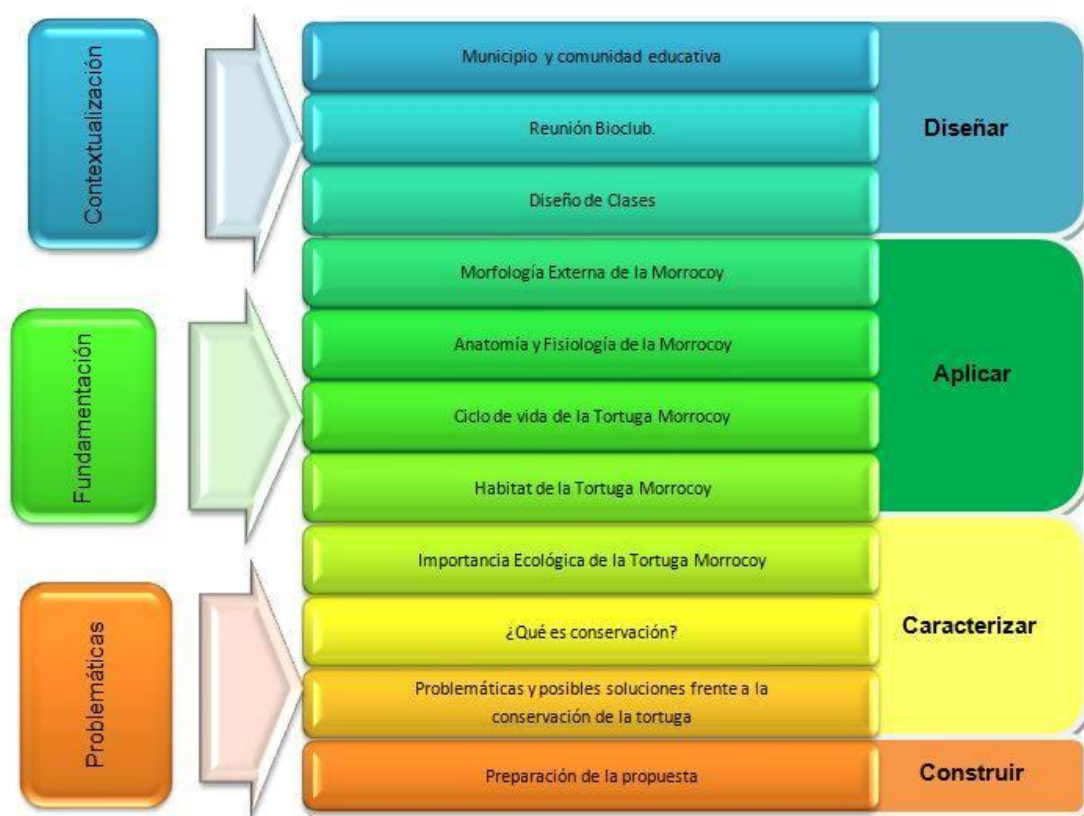 Contextualización
Municipio y comunidad educativa
Reunión Bioclub.
Diseño de Clases
Diseñar
Fundamentación
Morfología Externa de la Morrocoy
Anatomía y Fisiología de la Morrocoy
Ciclo de vida de la Tortuga Morrocoy
Habitat de la Tortuga Morrocoy
Aplicar
Problemáticas
Importancia Ecológica de la Tortuga Morrocoy
¿Qué es conservación?
Problemáticas y posibles soluciones frente a la
conservación de la tortuga
Caracterizar
Preparación de la propuesta
Construir